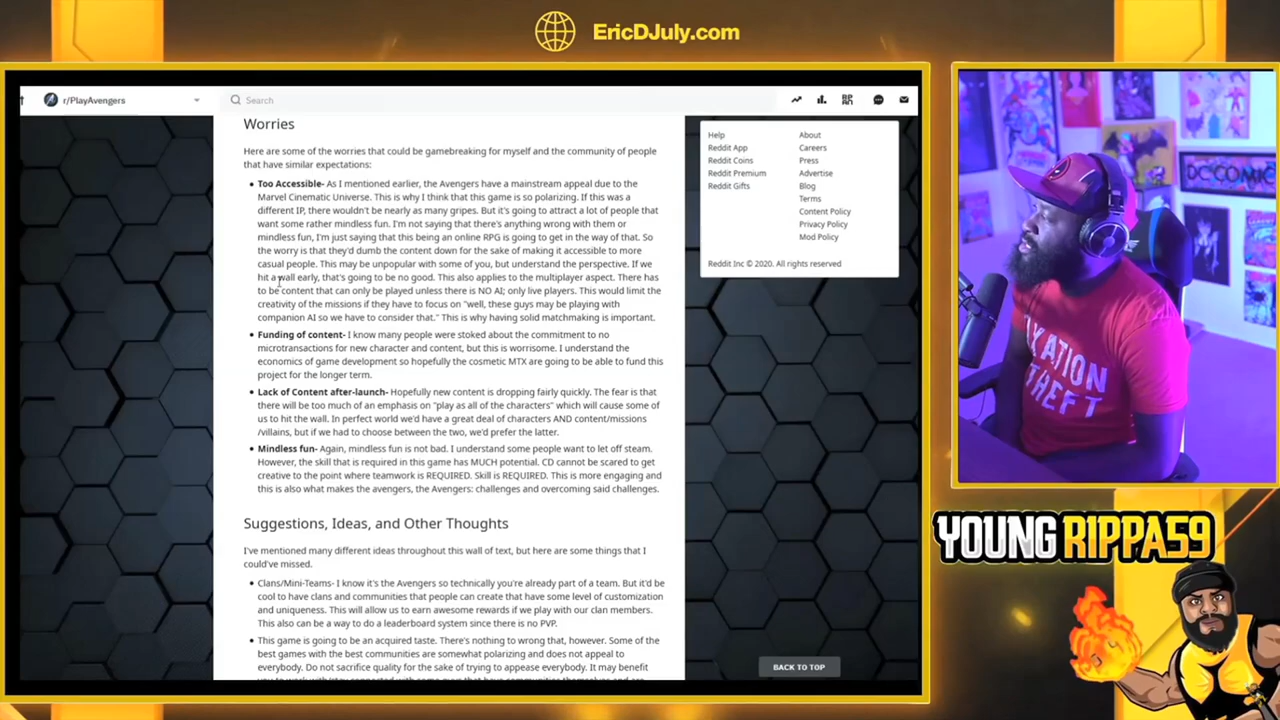 EricDJuly.com
r/PlayAvengers
Search
Worries
Here are some of the worries that could be gamebreaking for myself and the community of people
that have similar expectations:
• Too Accessible- As I mentioned earlier, the Avengers have a mainstream appeal due to the
Marvel Cinematic Universe. This is why I think that this game is so polarizing. If this was a
different IP, there wouldn't be nearly as many gripes. But it's going to attract a lot of people that
want some rather mindless fun. I'm not saying that there's anything wrong with them or
mindless fun, I'm just saying that this being an online RPG is going to get in the way of that. So
the worry is that they'd dumb the content down for the sake of making it accessible to more
casual people. This may be unpopular with some of you, but understand the perspective. If we
hit a wall early, that's going to be no good. This also applies to the multiplayer aspect. There has
to be content that can only be played unless there is NO AI; only live players. This would limit the
creativity of the missions if they have to focus on "well, these guys may be playing with
companion AI so we have to consider that." This is why having solid matchmaking is important.
• Funding of content- I know many people were stoked about the commitment to no
microtransactions for new character and content, but this is worrisome. I understand the
economics of game development so hopefully the cosmetic MTX are going to be able to fund this
project for the longer term.
• Lack of Content after-launch- Hopefully new content is dropping fairly quickly. The fear is that
there will be too much of an emphasis on "play as all of the characters" which will cause some of
us to hit the wall. In perfect world we'd have a great deal of characters AND content/missions
/villains, but if we had to choose between the two, we'd prefer the latter.
• Mindless fun- Again, mindless fun is not bad. I understand some people want to let off steam.
However, the skill that is required in this game has MUCH potential. CD cannot be scared to get
creative to the point where teamwork is REQUIRED. Skill is REQUIRED. This is more engaging and
this is also what makes the avengers, the Avengers: challenges and overcoming said challenges.
Suggestions, Ideas, and Other Thoughts
I've mentioned many different ideas throughout this wall of text, but here are some things that I
could've missed.
• Clans/Mini-Teams- I know it's the Avengers so technically you're already part of a team. But it'd be
cool to have clans and communities that people can create that have some level of customization
and uniqueness. This will allow us to earn awesome rewards if we play with our clan members.
This also can be a way to do a leaderboard system since there is no PVP.
• This game is going to be an acquired taste. There's nothing to wrong that, however. Some of the
best games with the best communities are somewhat polarizing and does not appeal to
everybody. Do not sacrifice quality for the sake of trying to appease everybody. It may benefit
Help About
Reddit App Careers
Reddit Coins Press
Reddit Premium Advertise
Reddit Gifts Blog
Terms
Content Policy
Privacy Policy
Mod Policy
Reddit Inc © 2020. All rights reserved
BACK TO TOP
DC COMIC
THEFT
YOUNG RIPPA59